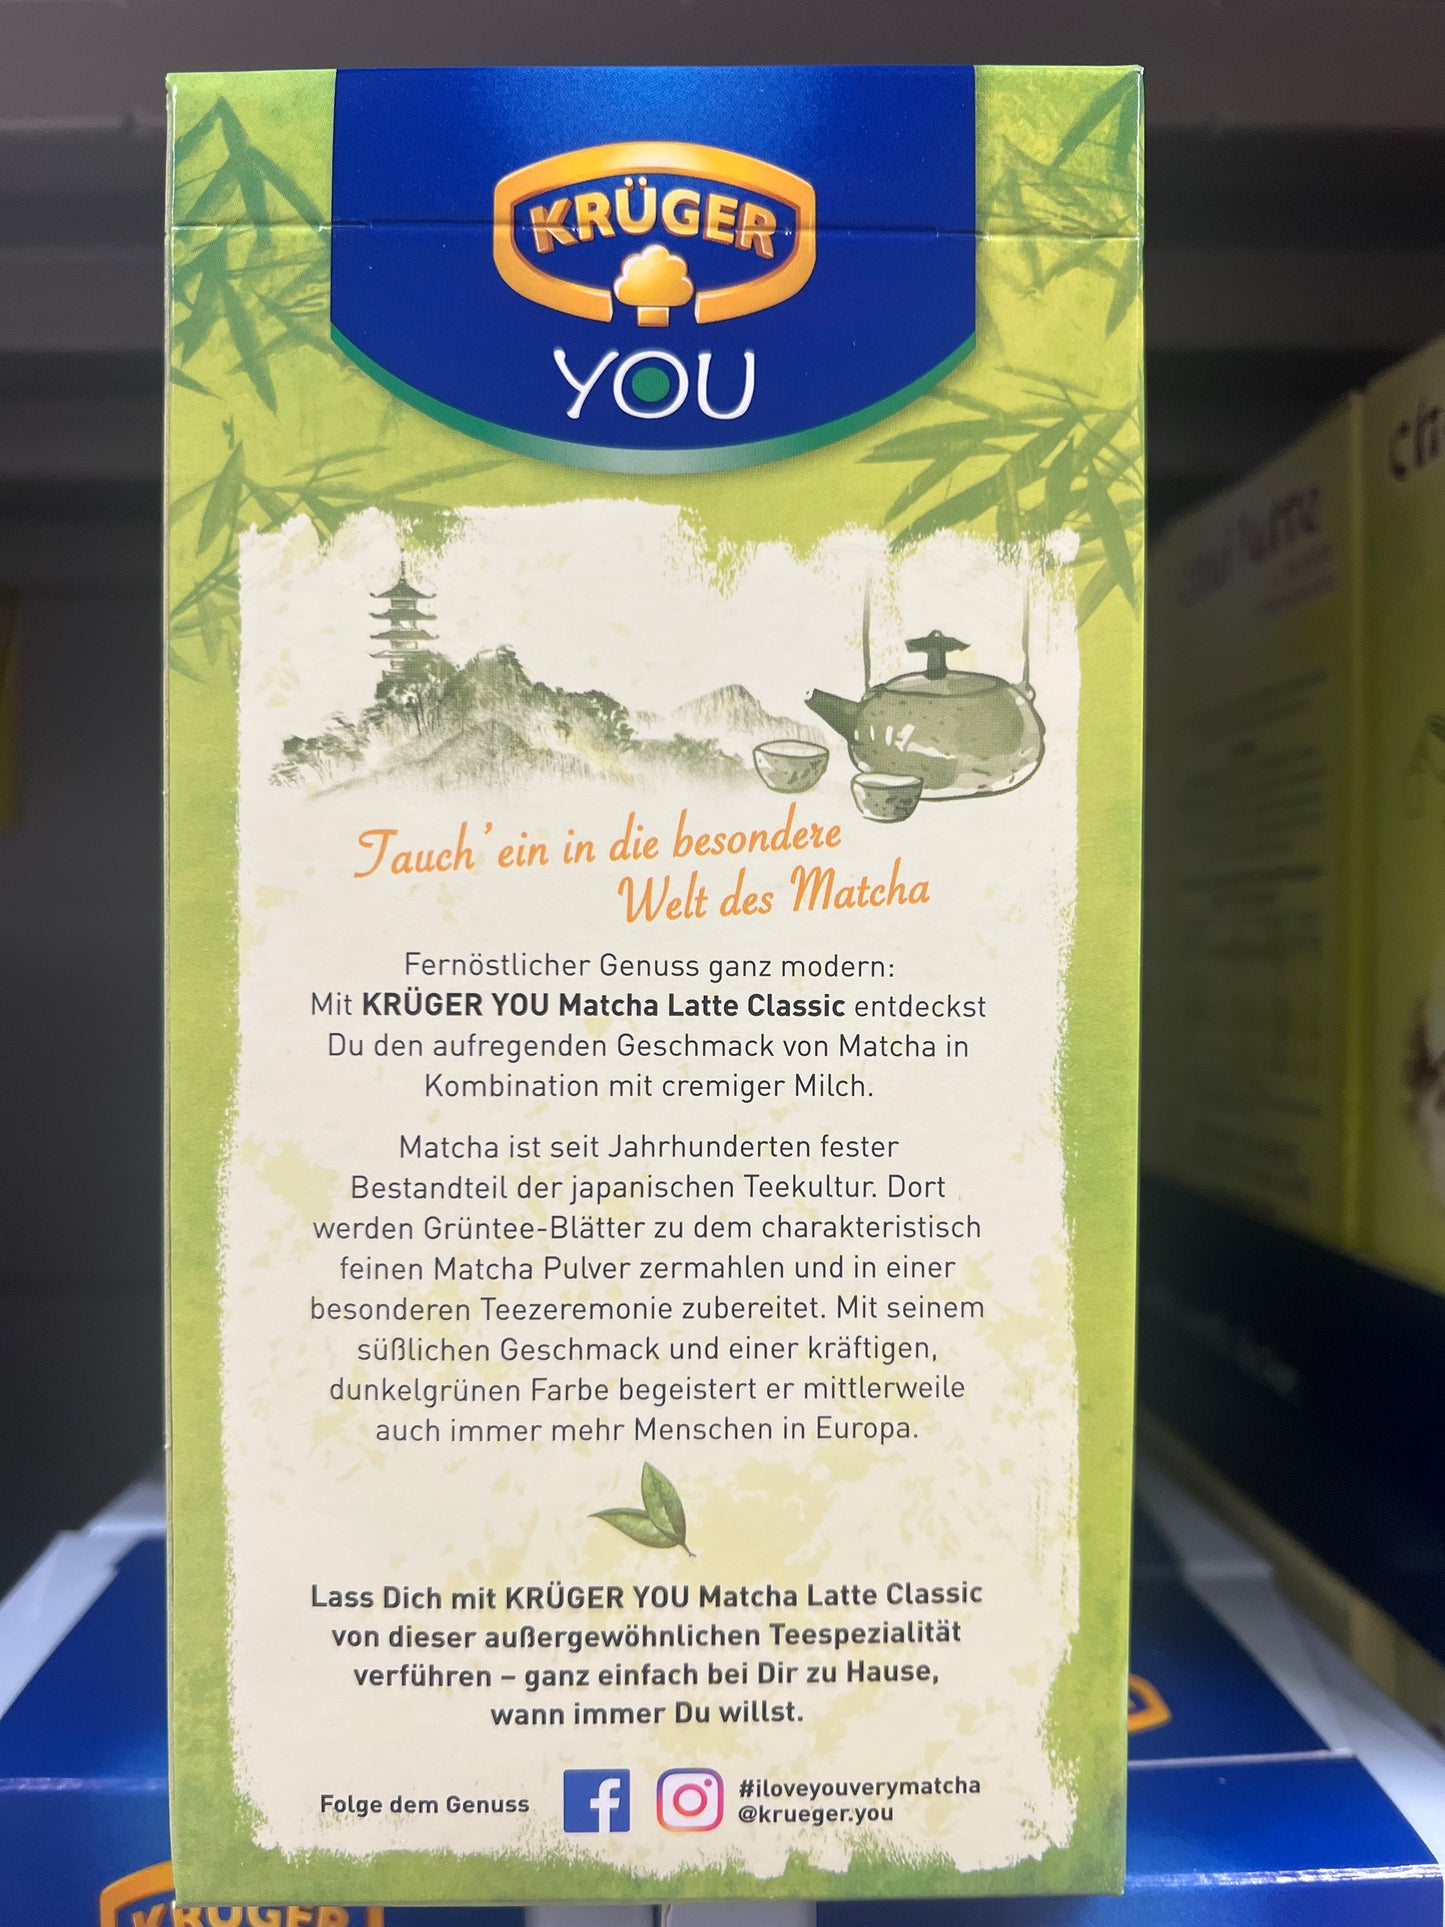 KRÜGER
YOU
Tauch' ein in die besondere
Welt des Matcha
Fernöstlicher Genuss ganz modern:
Mit KRÜGER YOU Matcha Latte Classic entdeckst
Du den aufregenden Geschmack von Matcha in
Kombination mit cremiger Milch.
Matcha ist seit Jahrhunderten fester
Bestandteil der japanischen Teekultur. Dort
werden Grüntee-Blätter zu dem charakteristisch
feinen Matcha Pulver zermahlen und in einer
besonderen Teezeremonie zubereitet. Mit seinem
süßlichen Geschmack und einer kräftigen,
dunkelgrünen Farbe begeistert er mittlerweile
auch immer mehr Menschen in Europa.
Lass Dich mit KRÜGER YOU Matcha Latte Classic
von dieser außergewöhnlichen Teespezialität
verführen – ganz einfach bei Dir zu Hause,
wann immer Du willst.
Folge dem Genuss
#iloveyouverymatcha
@krueger.you
KRÜGER